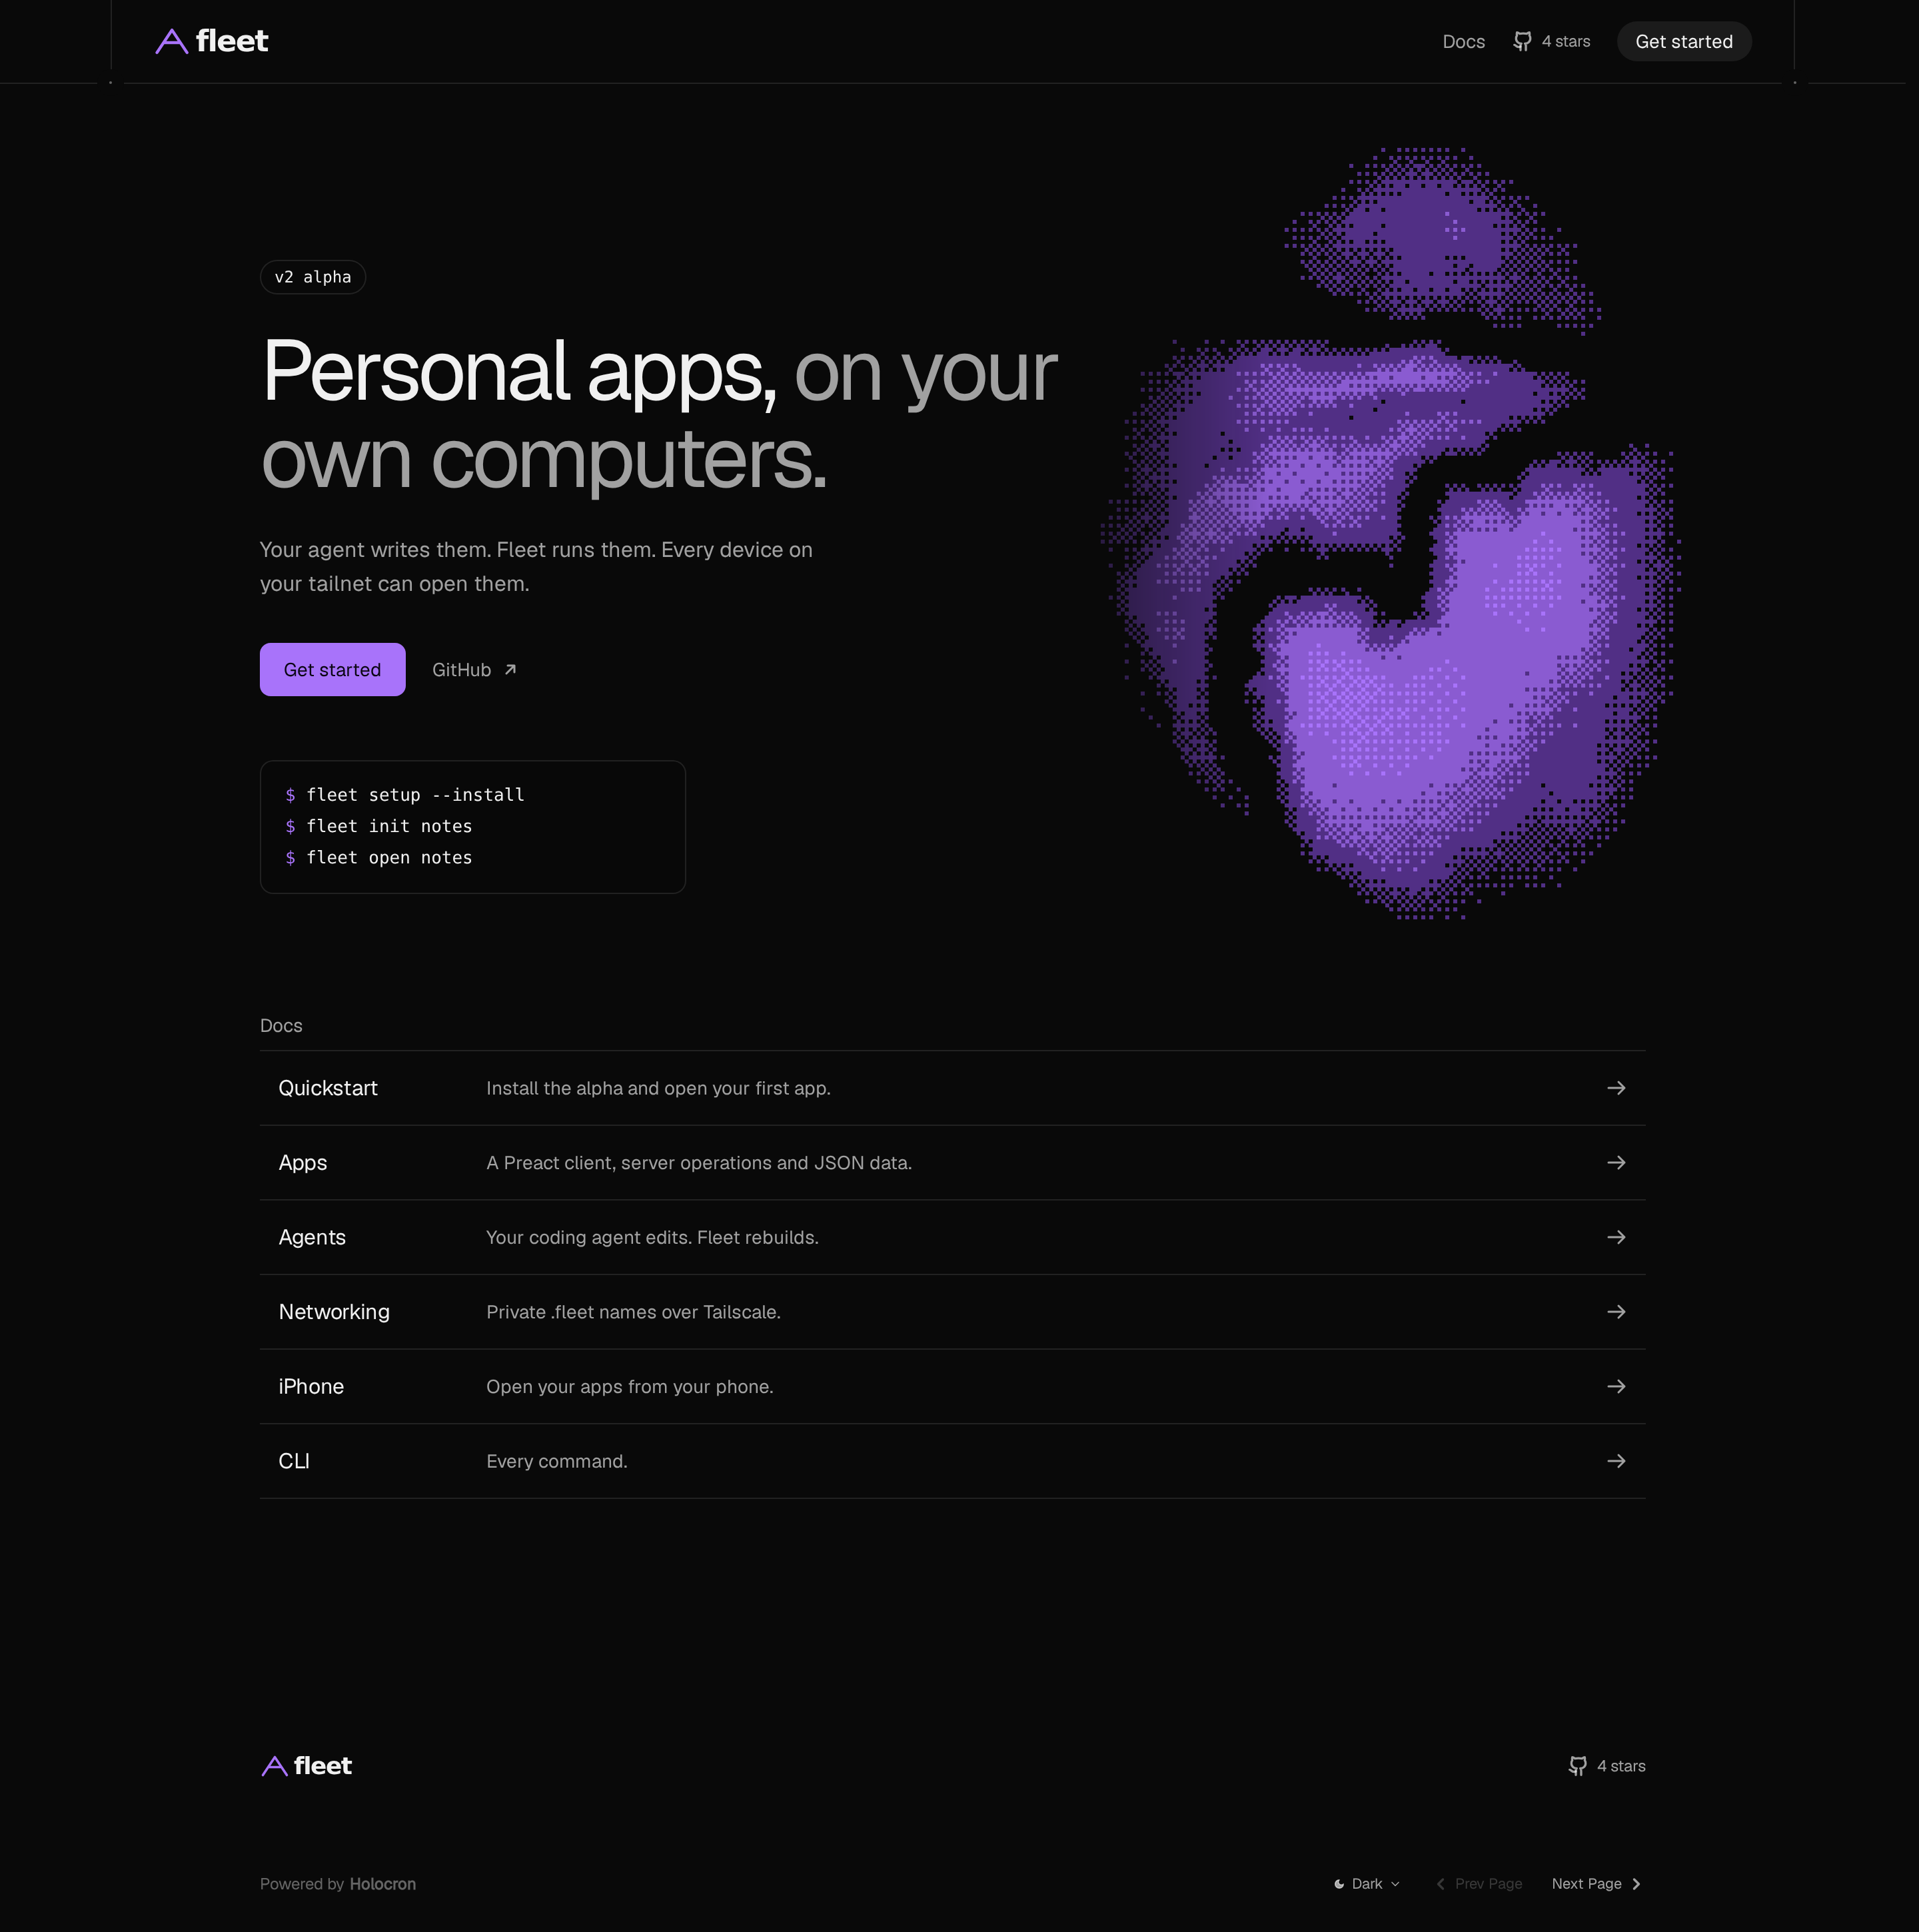 fleet
Docs
4 stars
Get started
v2 alpha
Personal apps, on your
own computers.
Your agent writes them. Fleet runs them. Every device on
your tailnet can open them.
Get started
GitHub
$ fleet setup --install
$ fleet init notes
$ fleet open notes
Docs
Quickstart
Install the alpha and open your first app.
Apps
A Preact client, server operations and JSON data.
Agents
Your coding agent edits. Fleet rebuilds.
Networking
Private .fleet names over Tailscale.
iPhone
Open your apps from your phone.
CLI
Every command.
fleet
4 stars
Powered by Holocron
Dark
Prev Page
Next Page